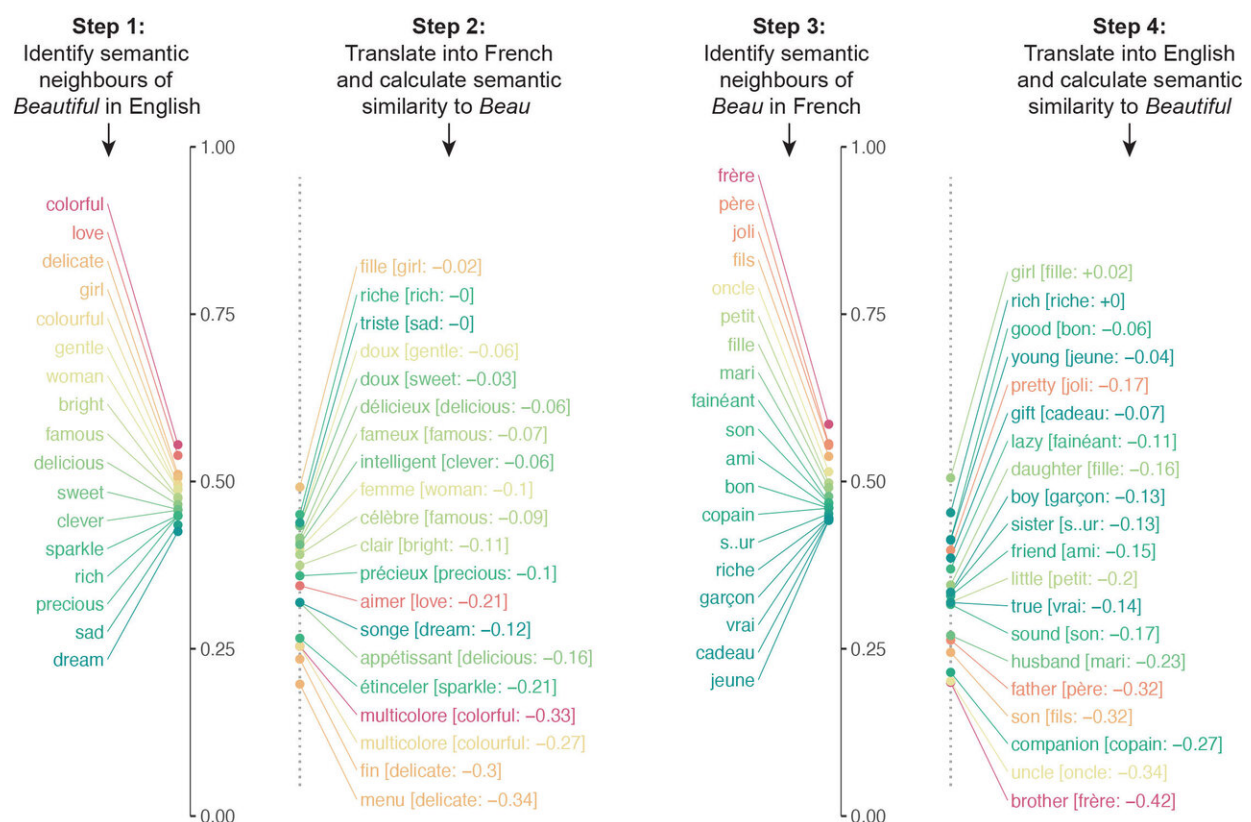 Step 1:
Identify semantic
neighbours of
Beautiful in English
Step 2:
Translate into French
and calculate semantic
similarity to Beau
Step 3:
Identify semantic
neighbours of
Beau in French
Step 4:
Translate into English
and calculate semantic
similarity to Beautiful
1.00
0.75
0.50
0.25
0.00
colorful
love
delicate
girl
colourful
gentle
woman
bright
famous
delicious
sweet
clever
sparkle
rich
precious
sad
dream
fille [girl: −0.02]
riche [rich: −0]
triste [sad: −0]
doux [gentle: −0.06]
doux [sweet: −0.03]
délicieux [delicious: −0.06]
fameux [famous: −0.07]
intelligent [clever: −0.06]
femme [woman: −0.1]
célèbre [famous: −0.09]
clair [bright: −0.11]
précieux [precious: −0.1]
aimer [love: −0.21]
songe [dream: −0.12]
appétissant [delicious: −0.16]
étinceler [sparkle: −0.21]
multicolore [colorful: −0.33]
multicolore [colourful: −0.27]
fin [delicate: −0.3]
menu [delicate: −0.34]
1.00
0.75
0.50
0.25
0.00
frère
père
joli
fils
oncle
petit
fille
mari
fainéant
son
ami
bon
copain
s..ur
riche
garçon
vrai
cadeau
jeune
girl [fille: +0.02]
rich [riche: +0]
good [bon: −0.06]
young [jeune: −0.04]
pretty [joli: −0.17]
gift [cadeau: −0.07]
lazy [fainéant: −0.11]
daughter [fille: −0.16]
boy [garçon: −0.13]
sister [s..ur: −0.13]
friend [ami: −0.15]
little [petit: −0.2]
true [vrai: −0.14]
sound [son: −0.17]
husband [mari: −0.23]
father [père: −0.32]
son [fils: −0.32]
companion [copain: −0.27]
uncle [oncle: −0.34]
brother [frère: −0.42]